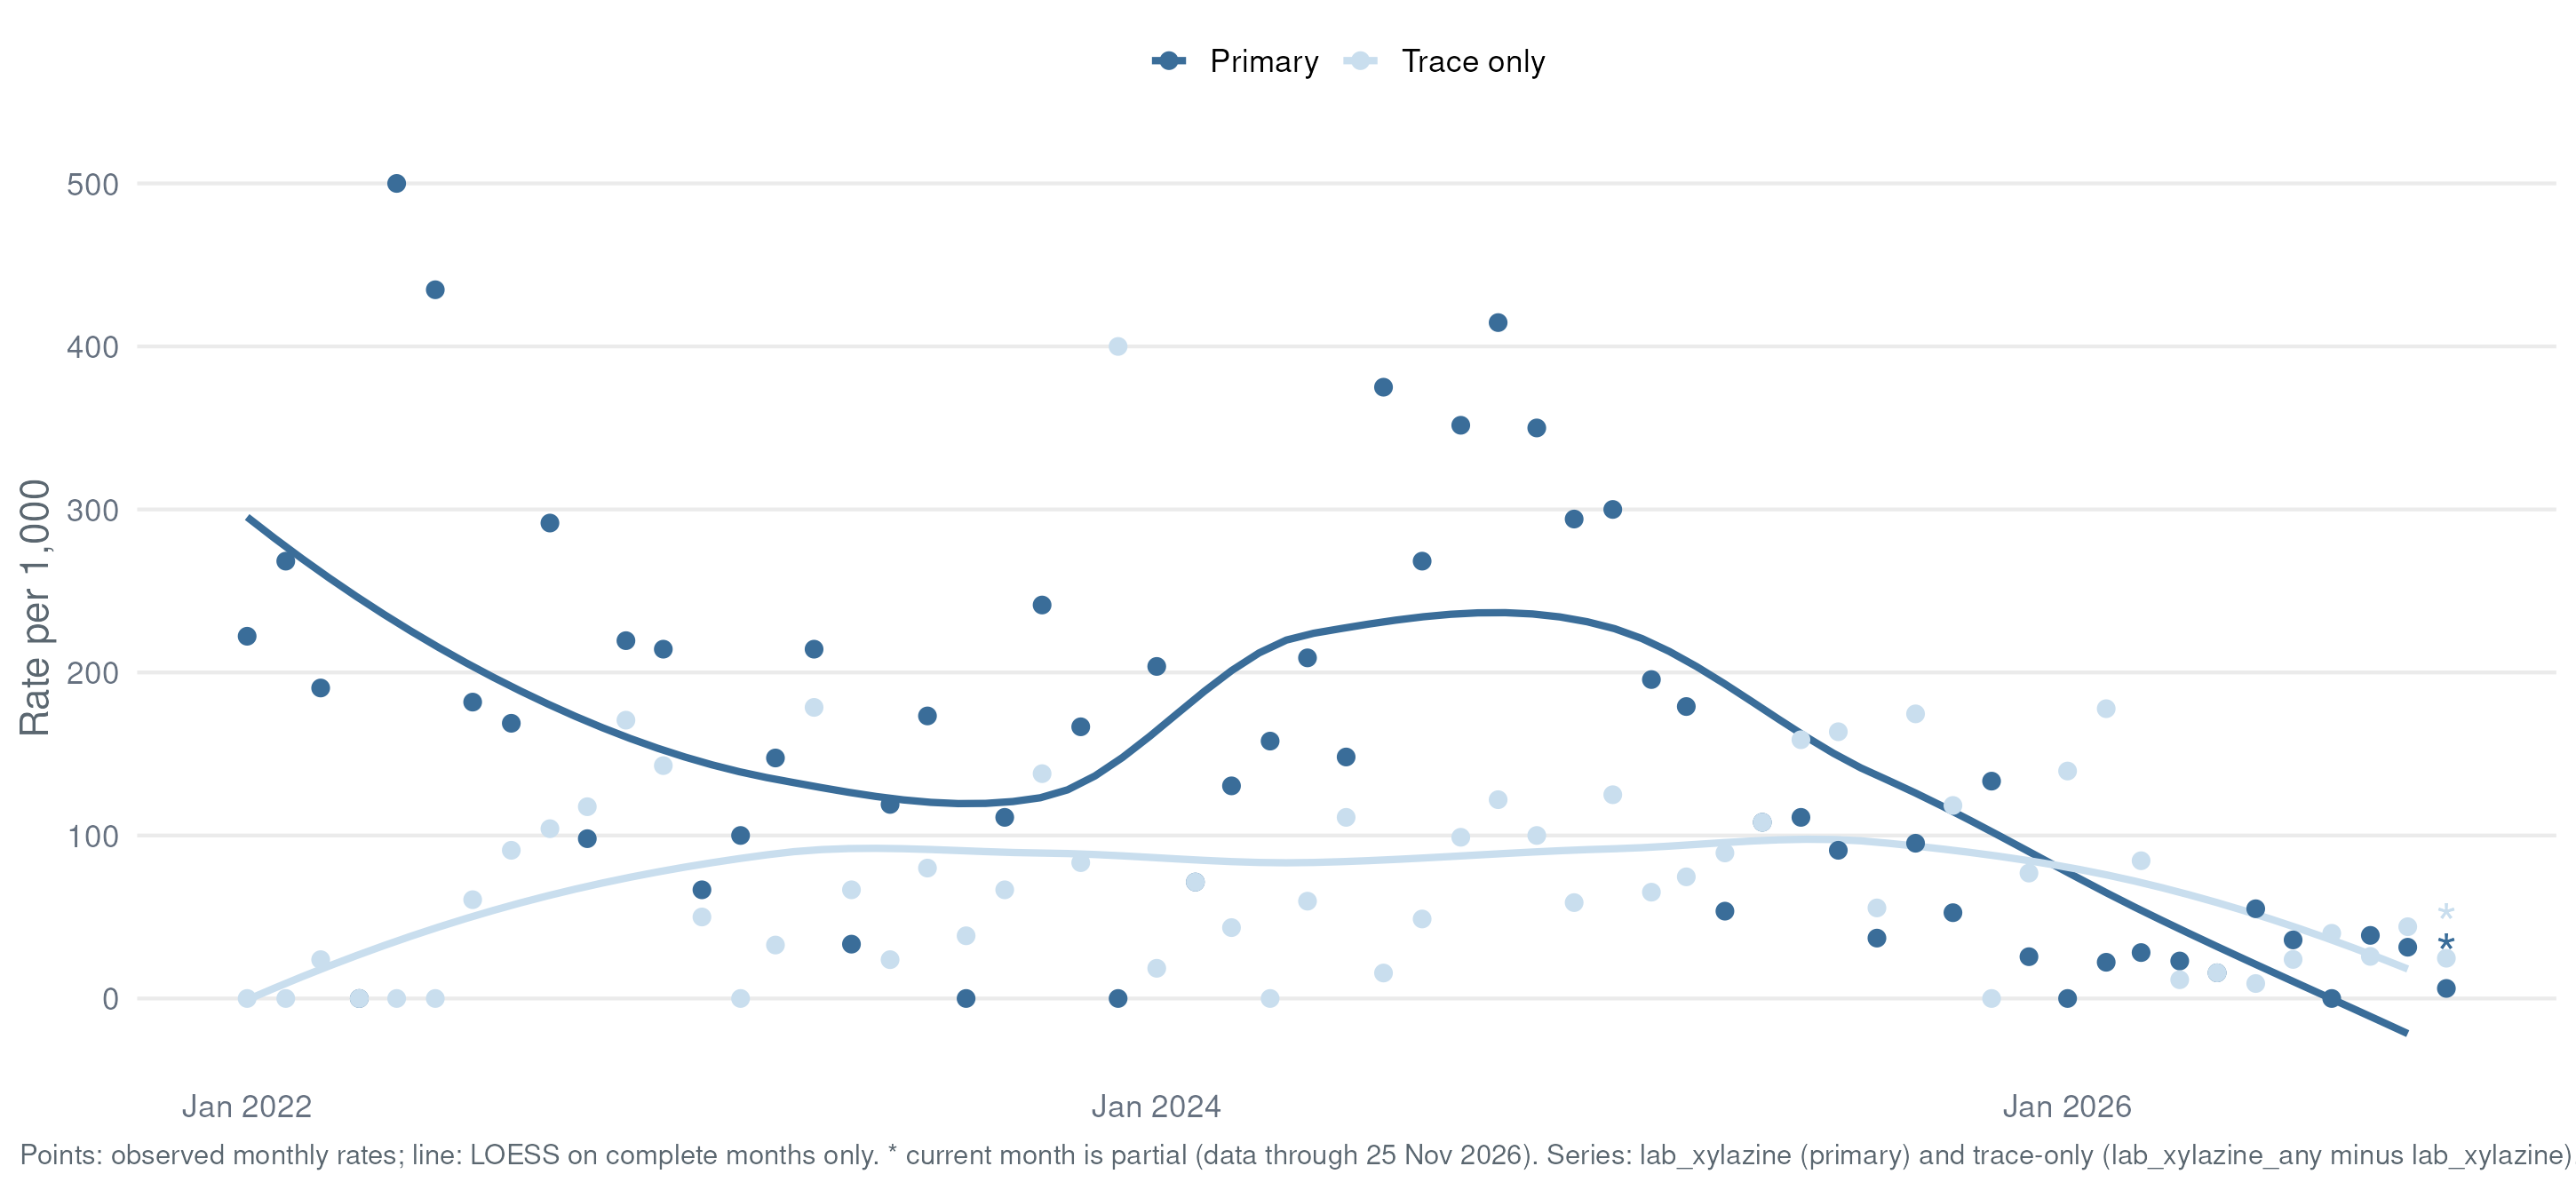 Primary Trace only
500
400
300
200
100
0
Rate per 1,000
*
*
Jan 2022 Jan 2024 Jan 2026
Points: observed monthly rates; line: LOESS on complete months only. * current month is partial (data through 25 Nov 2026). Series: lab_xylazine (primary) and trace-only (lab_xylazine_any minus lab_xylazine)